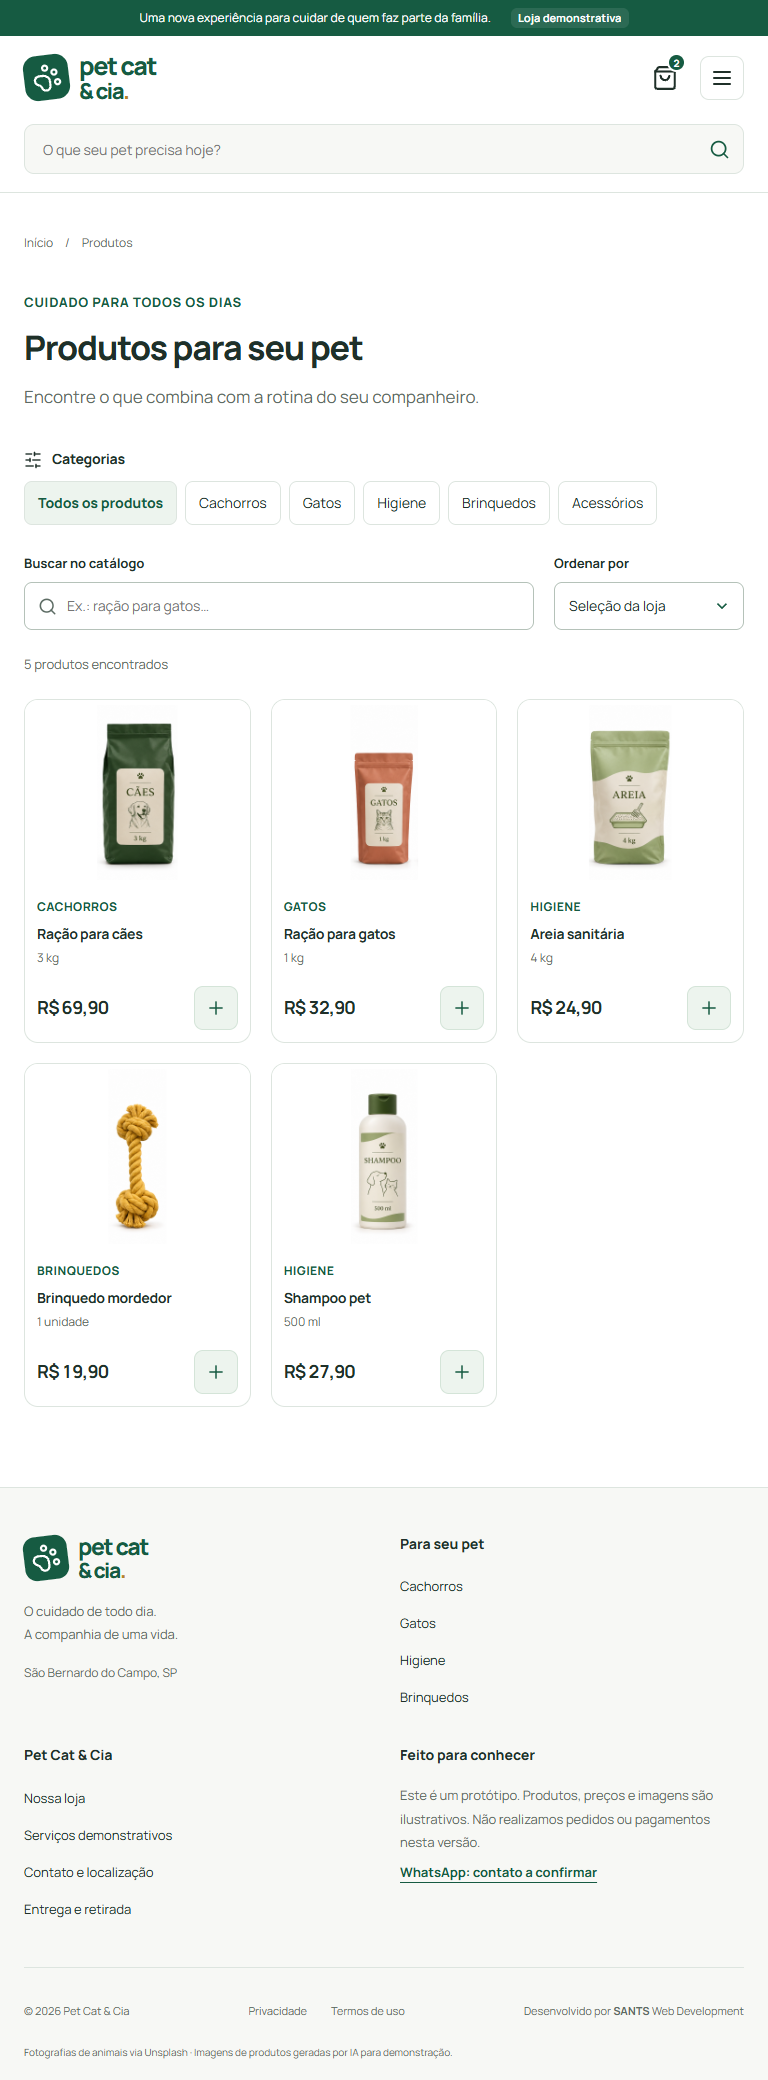 Uma nova experiência para cuidar de quem faz parte da família. Loja demonstrativa
pet cat
& cia.
2
O que seu pet precisa hoje?
Início / Produtos
CUIDADO PARA TODOS OS DIAS
Produtos para seu pet
Encontre o que combina com a rotina do seu companheiro.
Categorias
Todos os produtos Cachorros Gatos Higiene Brinquedos Acessórios
Buscar no catálogo Ordenar por
Ex.: ração para gatos... Seleção da loja
5 produtos encontrados
CÃES
3 kg
GATOS
1 kg
AREIA
4 kg
CACHORROS
Ração para cães
3 kg
R$ 69,90
GATOS
Ração para gatos
1 kg
R$ 32,90
HIGIENE
Areia sanitária
4 kg
R$ 24,90
SHAMPOO
500 ml
BRINQUEDOS
Brinquedo mordedor
1 unidade
R$ 19,90
HIGIENE
Shampoo pet
500 ml
R$ 27,90
pet cat
& cia.
O cuidado de todo dia.
A companhia de uma vida.
São Bernardo do Campo, SP
Para seu pet
Cachorros
Gatos
Higiene
Brinquedos
Pet Cat & Cia
Nossa loja
Serviços demonstrativos
Contato e localização
Entrega e retirada
Feito para conhecer
Este é um protótipo. Produtos, preços e imagens são
ilustrativos. Não realizamos pedidos ou pagamentos
nesta versão.
WhatsApp: contato a confirmar
© 2026 Pet Cat & Cia Privacidade Termos de uso Desenvolvido por SANTS Web Development
Fotografias de animais via Unsplash · Imagens de produtos geradas por IA para demonstração.